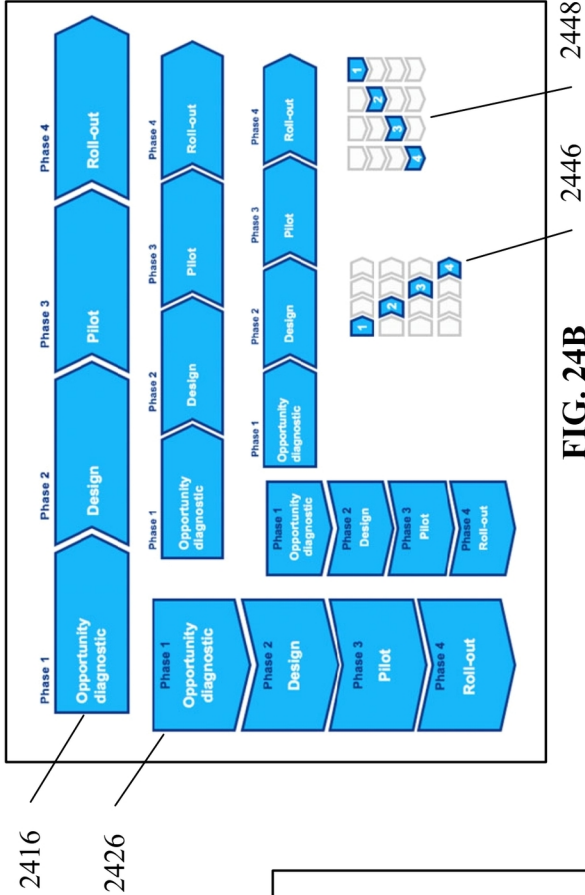 Phase 1
Phase 2
Phase 3
Phase 4
Opportunity
diagnostic
Design
Pilot
Roll-out
Phase 1
Phase 2
Phase 3
Phase 4
Opportunity
diagnostic
Design
Pilot
Roll-out
Phase 1
Phase 2
Phase 3
Phase 4
Opportunity
diagnostic
Design
Pilot
Roll-out
Phase 1
Opportunity
diagnostic
Phase 2
Design
Phase 3
Pilot
Phase 4
Roll-out
Phase 1
Opportunity
diagnostic
Phase 2
Design
Phase 3
Pilot
Phase 4
Roll-out
1
2
3
4
1
2
3
4
2416
2426
2446
2448
FIG. 24B